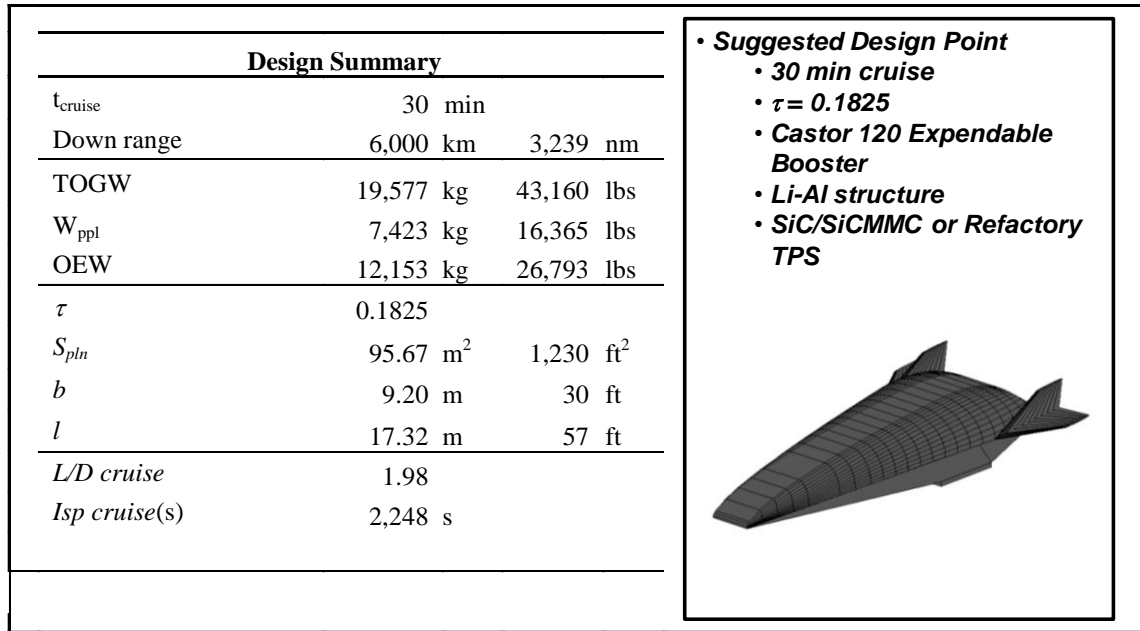 Design Summary
t_cruise 30 min
Down range 6,000 km 3,239 nm
TOGW 19,577 kg 43,160 lbs
W_ppl 7,423 kg 16,365 lbs
OEW 12,153 kg 26,793 lbs
τ 0.1825
S_pln 95.67 m² 1,230 ft²
b 9.20 m 30 ft
l 17.32 m 57 ft
L/D cruise 1.98
Isp cruise(s) 2,248 s
• Suggested Design Point
• 30 min cruise
• τ = 0.1825
• Castor 120 Expendable
Booster
• Li-Al structure
• SiC/SiCMMC or Refactory
TPS